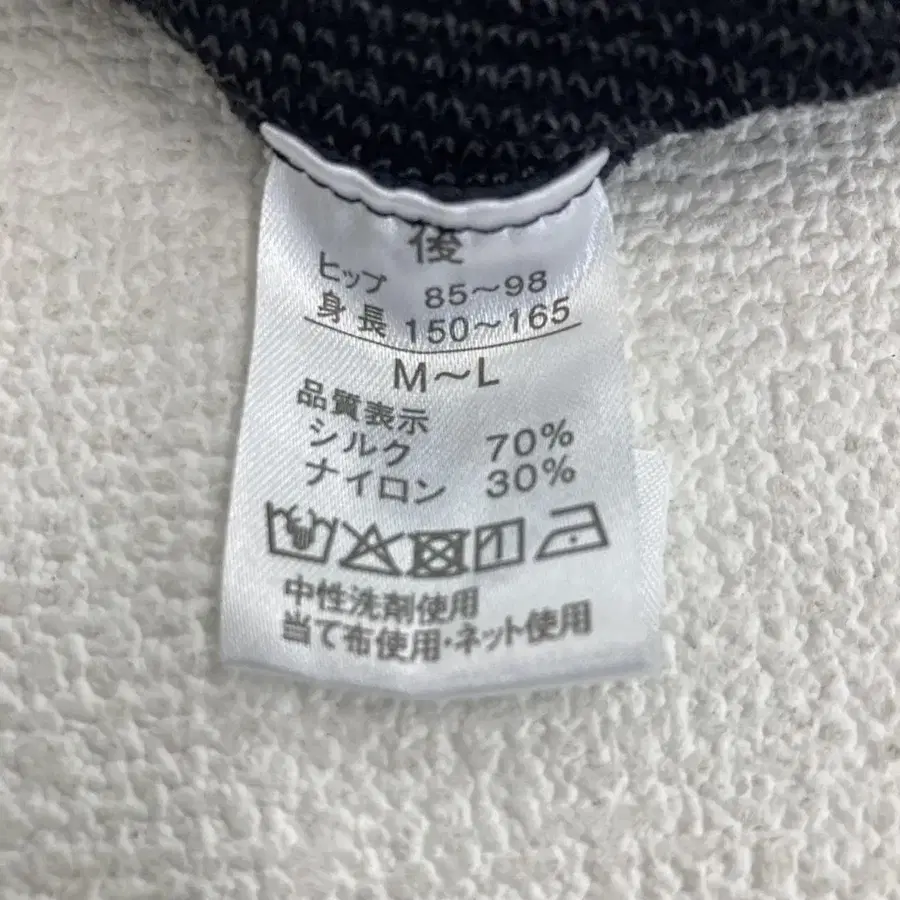 後
ヒップ 85～98
身長 150～165
M～L
品質表示
シルク 70%
ナイロン 30%
中性洗剤使用
当て布使用・ネット使用